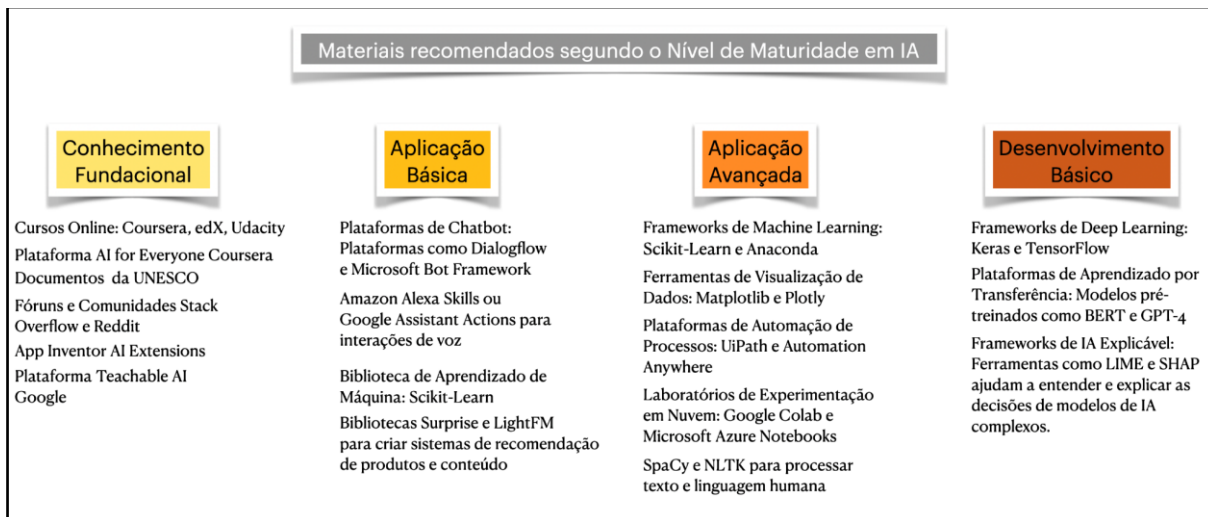 Materiais recomendados segundo o Nível de Maturidade em IA
Conhecimento
Fundacional
Cursos Online: Coursera, edX, Udacity
Plataforma AI for Everyone Coursera
Documentos da UNESCO
Fóruns e Comunidades Stack
Overflow e Reddit
App Inventor AI Extensions
Plataforma Teachable AI
Google
Aplicação
Básica
Plataformas de Chatbot:
Plataformas como Dialogflow
e Microsoft Bot Framework
Amazon Alexa Skills ou
Google Assistant Actions para
interações de voz
Biblioteca de Aprendizado de
Máquina: Scikit-Learn
Bibliotecas Surprise e LightFM
para criar sistemas de recomendação
de produtos e conteúdo
Aplicação
Avançada
Frameworks de Machine Learning:
Scikit-Learn e Anaconda
Ferramentas de Visualização de
Dados: Matplotlib e Plotly
Plataformas de Automação de
Processos: UiPath e Automation
Anywhere
Laboratórios de Experimentação
em Nuvem: Google Colab e
Microsoft Azure Notebooks
SpaCy e NLTK para processar
texto e linguagem humana
Desenvolvimento
Básico
Frameworks de Deep Learning:
Keras e TensorFlow
Plataformas de Aprendizado por
Transferência: Modelos pré-
treinados como BERT e GPT-4
Frameworks de IA Explicável:
Ferramentas como LIME e SHAP
ajudam a entender e explicar as
decisões de modelos de IA
complexos.